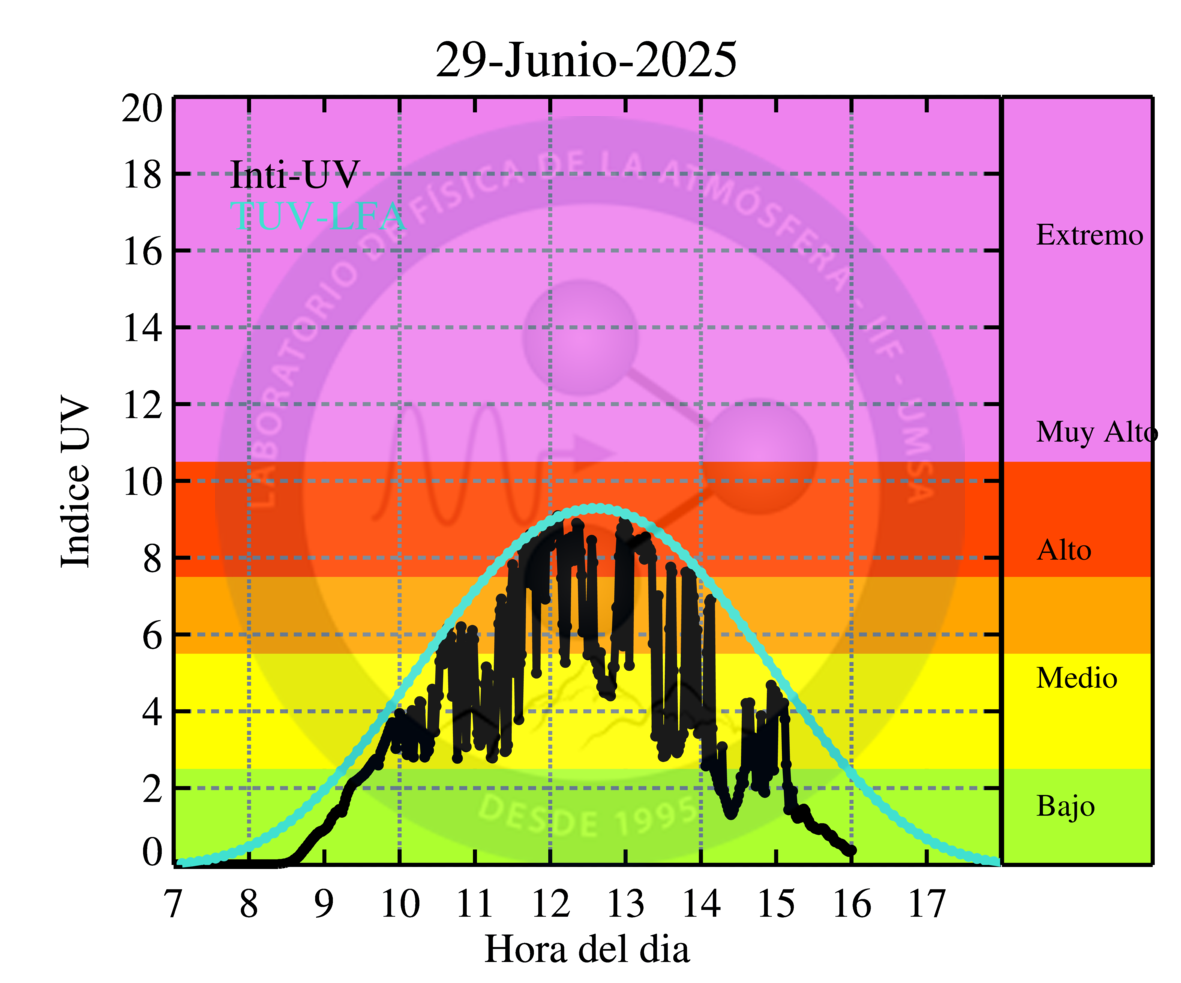 29-Junio-2025
20
18
16
14
12
10
8
6
4
2
0
Indice UV
Inti-UV
TUV-LFA
LABORATORIO DE FÍSICA DE LA ATMÓSFERA - IIF - UMSA
DESDE 1995
Extremo
Muy Alto
Alto
Medio
Bajo
7 8 9 10 11 12 13 14 15 16 17
Hora del dia